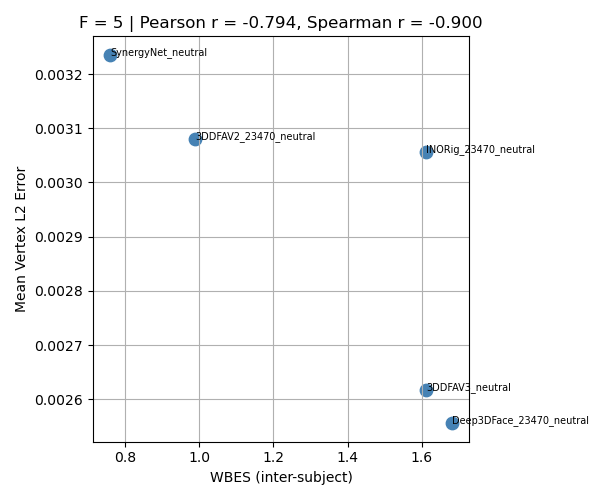 F = 5 | Pearson r = -0.794, Spearman r = -0.900
SynergyNet_neutral
3DDFAV2_23470_neutral
INORig_23470_neutral
3DDFAV3_neutral
Deep3DFace_23470_neutral
0.0032
0.0031
0.0030
0.0029
0.0028
0.0027
0.0026
Mean Vertex L2 Error
0.8 1.0 1.2 1.4 1.6
WBES (inter-subject)